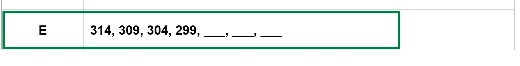 E 314, 309, 304, 299, ___, ___, ___